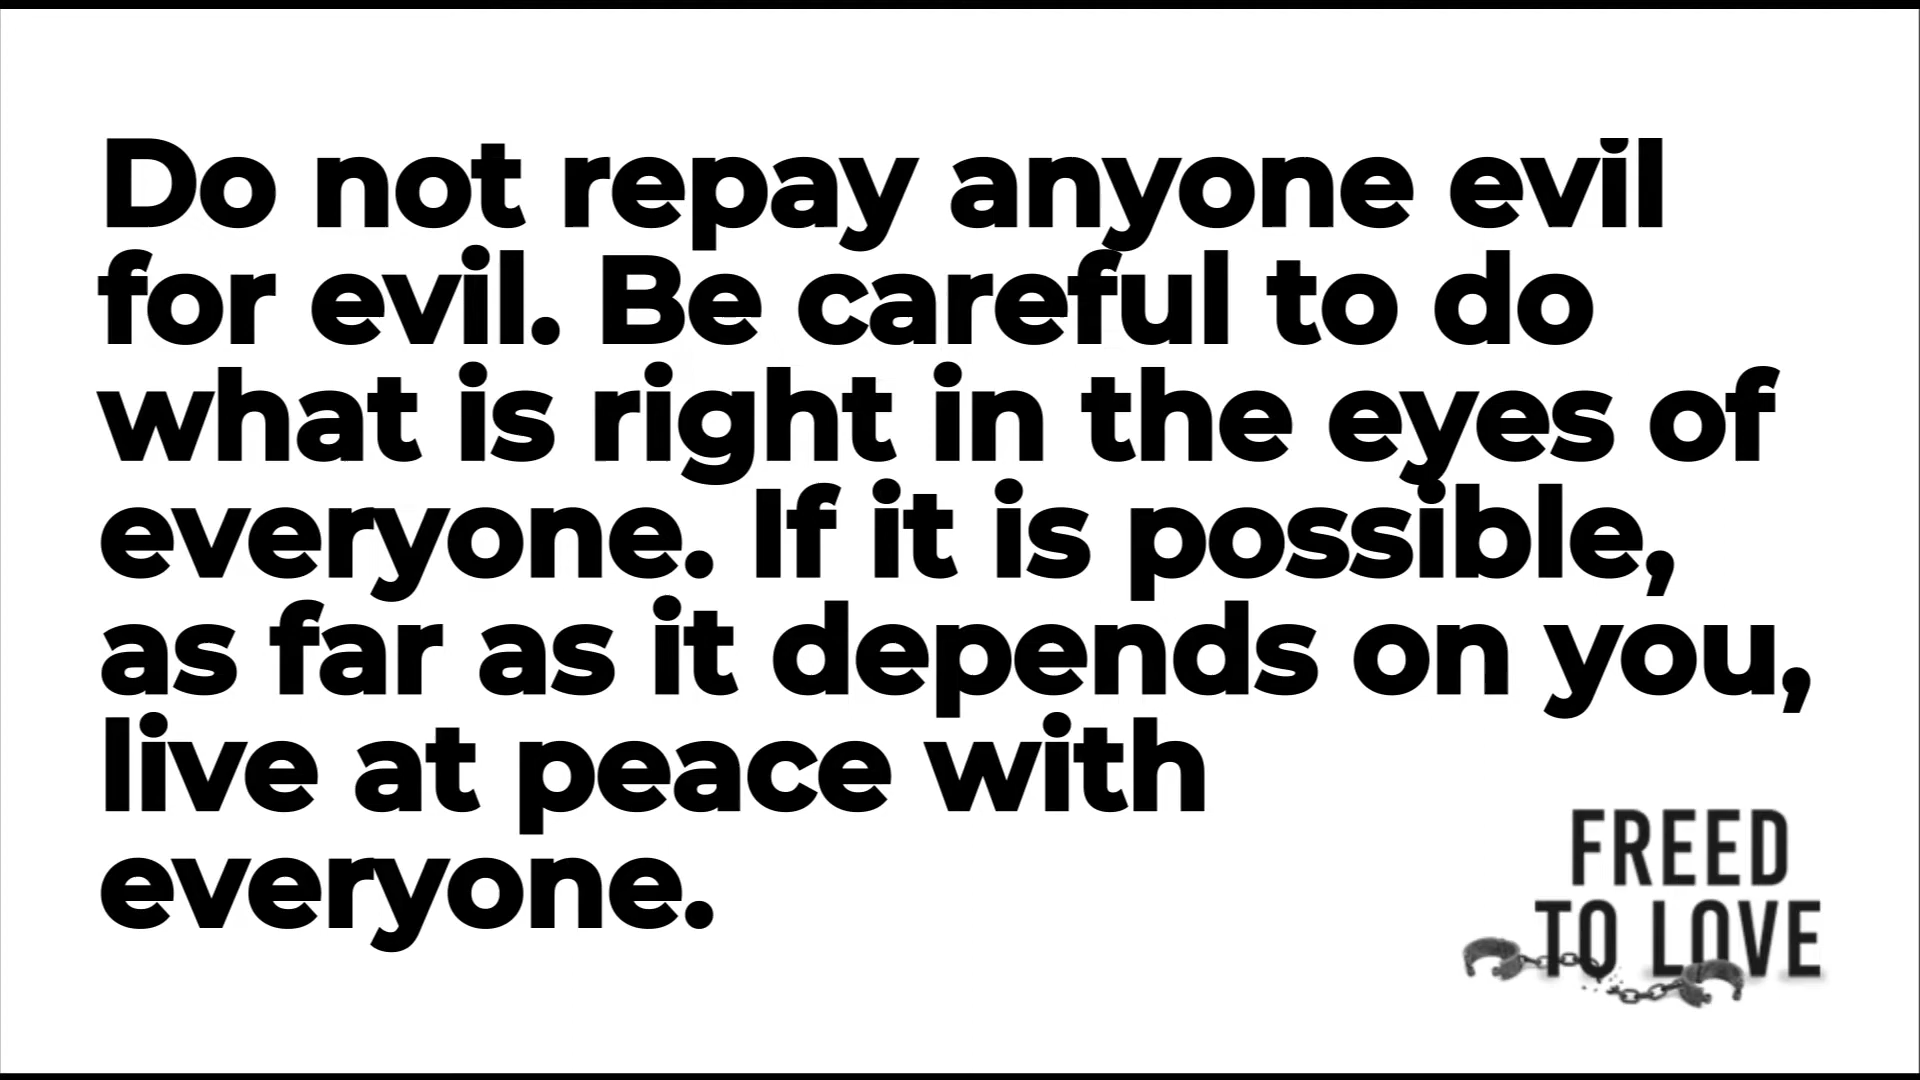 Do not repay anyone evil
for evil. Be careful to do
what is right in the eyes of
everyone. If it is possible,
as far as it depends on you,
live at peace with
everyone.
FREED
TO LOVE